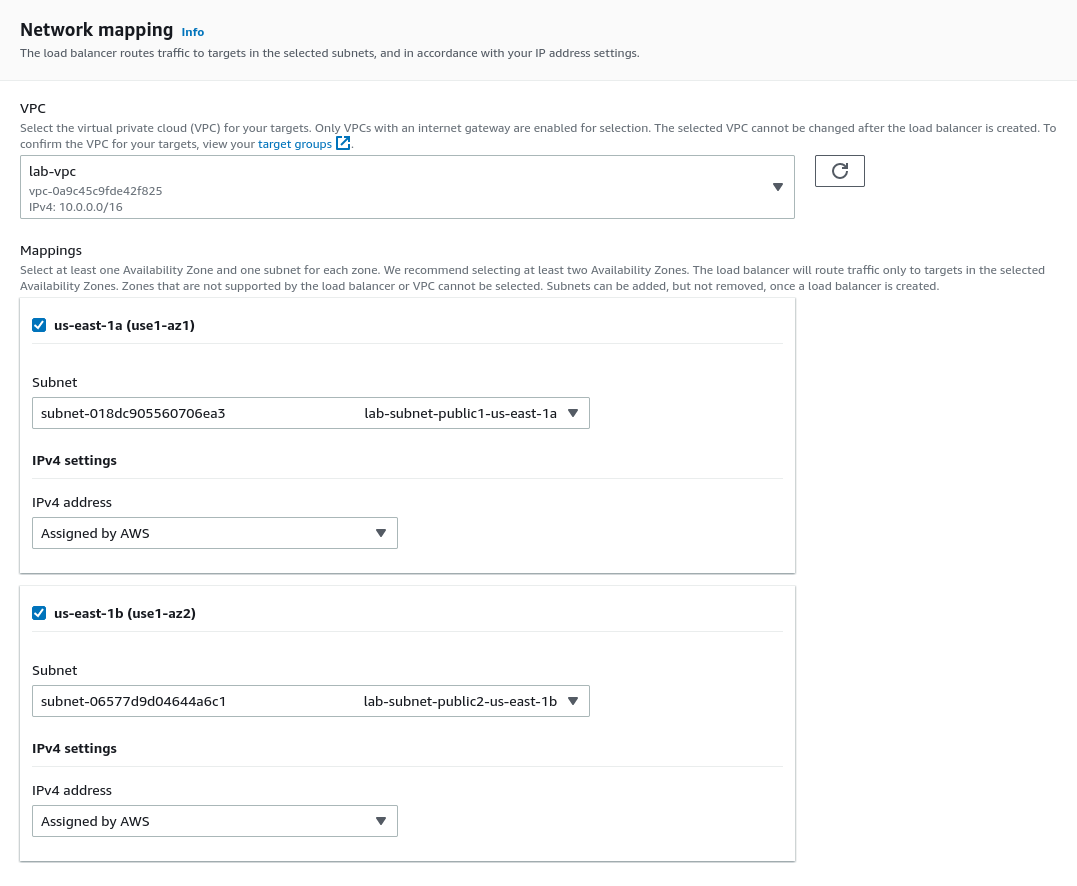 Network mapping Info
The load balancer routes traffic to targets in the selected subnets, and in accordance with your IP address settings.
VPC
Select the virtual private cloud (VPC) for your targets. Only VPCs with an internet gateway are enabled for selection. The selected VPC cannot be changed after the load balancer is created. To
confirm the VPC for your targets, view your target groups.
lab-vpc
vpc-0a9c45c9fde42f825
IPv4: 10.0.0.0/16
Mappings
Select at least one Availability Zone and one subnet for each zone. We recommend selecting at least two Availability Zones. The load balancer will route traffic only to targets in the selected
Availability Zones. Zones that are not supported by the load balancer or VPC cannot be selected. Subnets can be added, but not removed, once a load balancer is created.
us-east-1a (use1-az1)
Subnet
subnet-018dc905560706ea3 lab-subnet-public1-us-east-1a
IPv4 settings
IPv4 address
Assigned by AWS
us-east-1b (use1-az2)
Subnet
subnet-06577d9d04644a6c1 lab-subnet-public2-us-east-1b
IPv4 settings
IPv4 address
Assigned by AWS